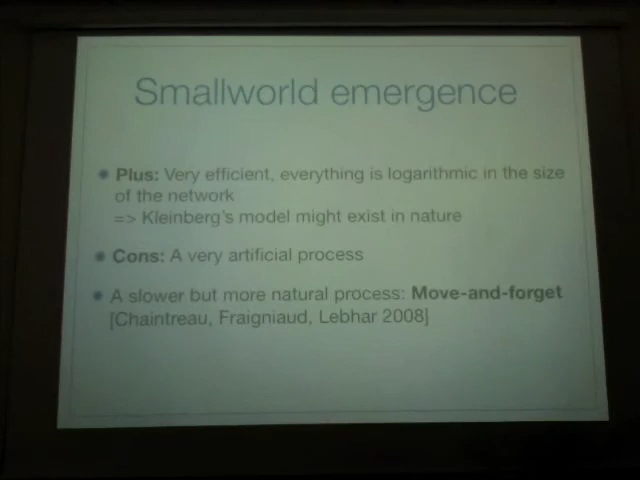 Smallworld emergence
Plus: Very efficient, everything is logarithmic in the size
of the network
=> Kleinberg's model might exist in nature
Cons: A very artificial process
A slower but more natural process: Move-and-forget
[Chaintreau, Fraigniaud, Lebhar 2008]